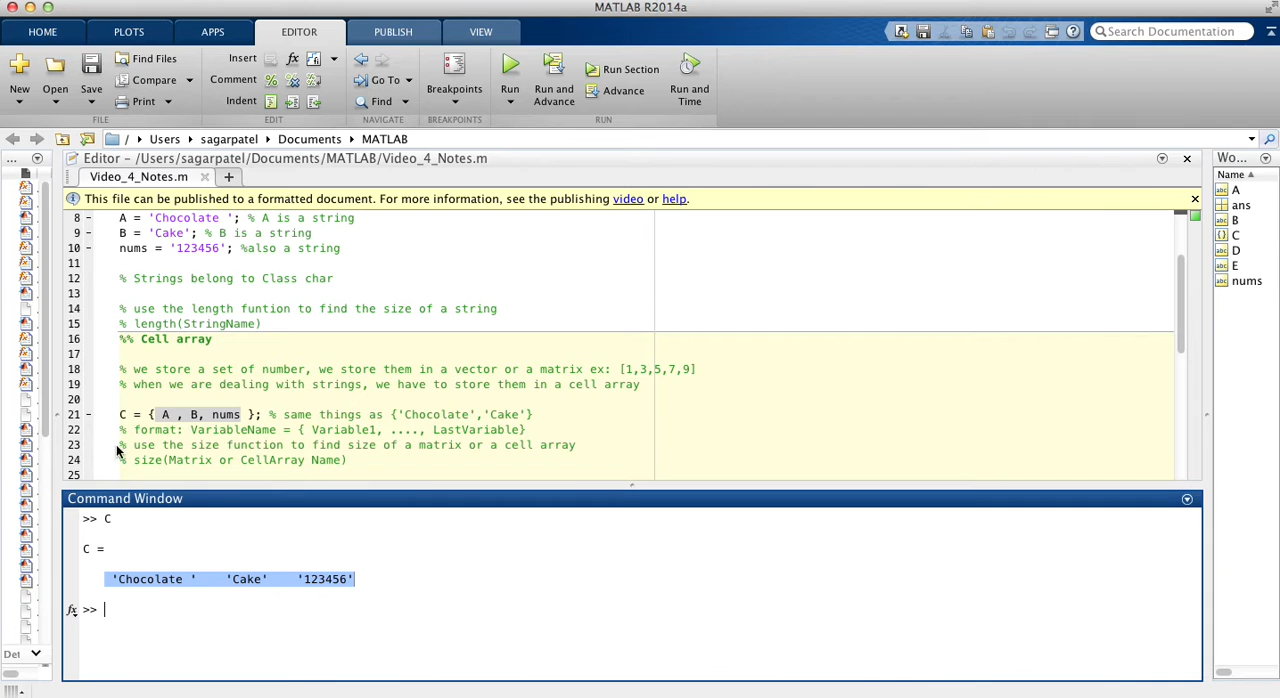 MATLAB R2014a
HOME PLOTS APPS EDITOR PUBLISH VIEW Search Documentation
New Open Save Find Files Compare Print Insert fx Comment % Indent Go To Find Breakpoints Run Run and Advance Run Section Advance Run and Time
FILE EDIT NAVIGATE BREAKPOINTS RUN
/ Users sagarpatel Documents MATLAB
... Editor - /Users/sagarpatel/Documents/MATLAB/Video_4_Notes.m Wo...
Video_4_Notes.m Name
This file can be published to a formatted document. For more information, see the publishing video or help.
8 - A = 'Chocolate '; % A is a string
9 - B = 'Cake'; % B is a string
10 - nums = '123456'; %also a string
11
12 % Strings belong to Class char
13
14 % use the length funtion to find the size of a string
15 % length(StringName)
16 %% Cell array
17
18 % we store a set of number, we store them in a vector or a matrix ex: [1,3,5,7,9]
19 % when we are dealing with strings, we have to store them in a cell array
20
21 - C = { A , B, nums }; % same things as {'Chocolate','Cake'}
22 % format: VariableName = { Variable1, ...., LastVariable}
23 % use the size function to find size of a matrix or a cell array
24 % size(Matrix or CellArray Name)
25
A
ans
B
C
D
E
nums
Command Window
>> C
C =
'Chocolate ' 'Cake' '123456'
fx >>
Det